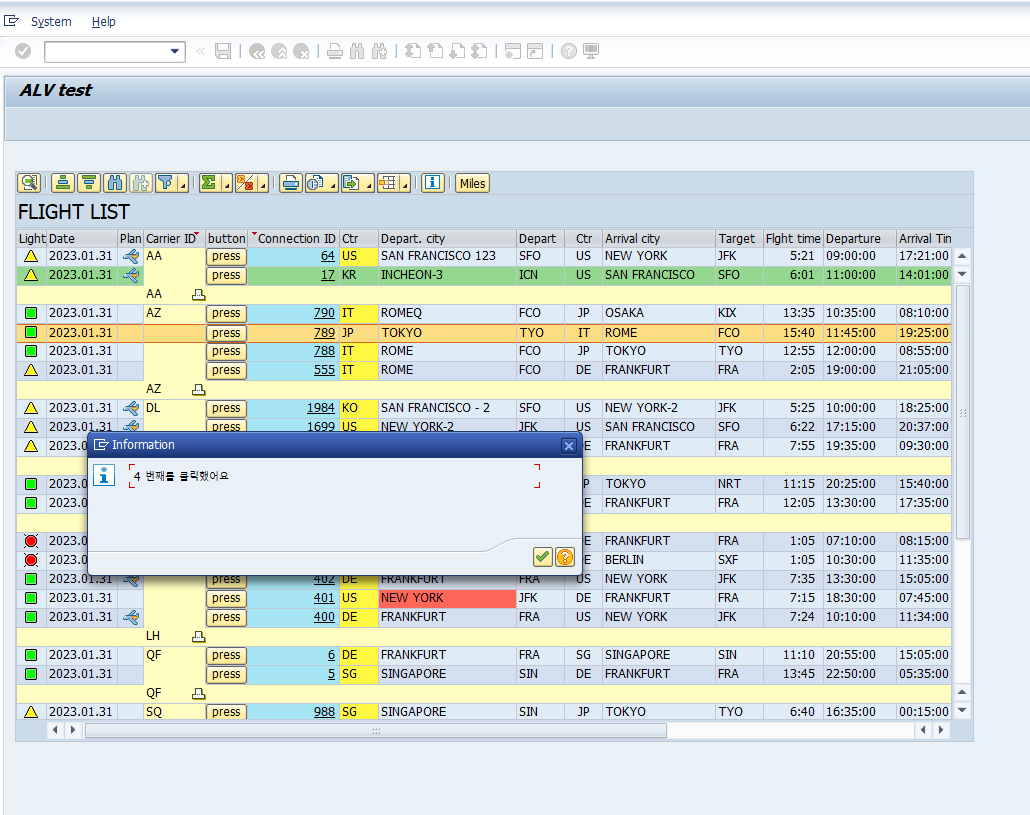 System Help
ALV test
Miles
FLIGHT LIST
Light Date Plan Carrier ID button Connection ID Ctr Depart. city Depart Ctr Arrival city Target Flght time Departure Arrival Tin
2023.01.31 AA press 64 US SAN FRANCISCO 123 SFO US NEW YORK JFK 5:21 09:00:00 17:21:00
2023.01.31 press 17 KR INCHEON-3 ICN US SAN FRANCISCO SFO 6:01 11:00:00 14:01:00
AA
2023.01.31 AZ press 790 IT ROMEQ FCO JP OSAKA KIX 13:35 10:35:00 08:10:00
2023.01.31 press 789 JP TOKYO TYO IT ROME FCO 15:40 11:45:00 19:25:00
2023.01.31 press 788 IT ROME FCO JP TOKYO TYO 12:55 12:00:00 08:55:00
2023.01.31 press 555 IT ROME FCO DE FRANKFURT FRA 2:05 19:00:00 21:05:00
AZ
2023.01.31 DL press 1984 KO SAN FRANCISCO - 2 SFO US NEW YORK-2 JFK 5:25 10:00:00 18:25:00
2023.01.31 press 1699 US NEW YORK-2 JFK US SAN FRANCISCO SFO 6:22 17:15:00 20:37:00
2023.0 E FRANKFURT FRA 7:55 19:35:00 09:30:00
Information
4 번째를 클릭했어요
2023.0 P TOKYO NRT 11:15 20:25:00 15:40:00
2023.0 E FRANKFURT FRA 12:05 13:30:00 17:35:00
2023.0 E FRANKFURT FRA 1:05 07:10:00 08:15:00
2023.0 E BERLIN SXF 1:05 10:30:00 11:35:00
2023.01.31 press 402 DE FRANKFURT FRA US NEW YORK JFK 7:35 13:30:00 15:05:00
2023.01.31 press 401 US NEW YORK JFK DE FRANKFURT FRA 7:15 18:30:00 07:45:00
2023.01.31 press 400 DE FRANKFURT FRA US NEW YORK JFK 7:24 10:10:00 11:34:00
LH
2023.01.31 QF press 6 DE FRANKFURT FRA SG SINGAPORE SIN 11:10 20:55:00 15:05:00
2023.01.31 press 5 SG SINGAPORE SIN DE FRANKFURT FRA 13:45 22:50:00 05:35:00
QF
2023.01.31 SQ press 988 SG SINGAPORE SIN JP TOKYO TYO 6:40 16:35:00 00:15:00